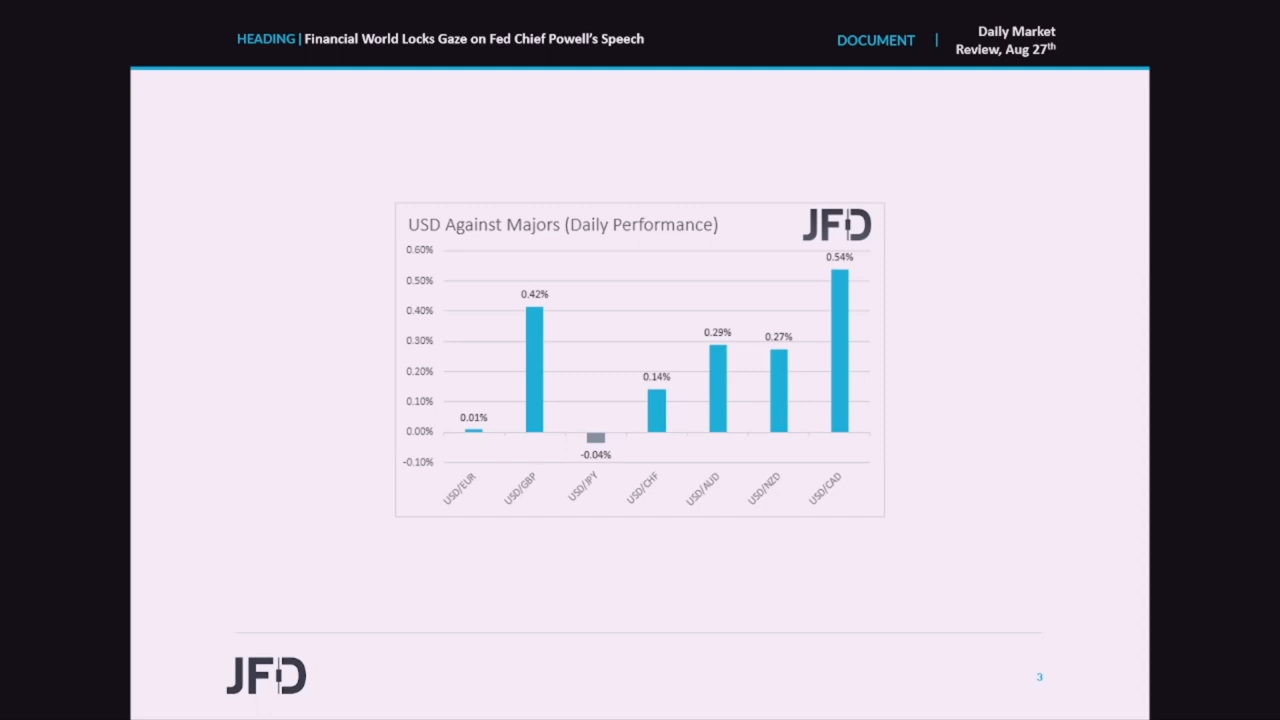 HEADING | Financial World Locks Gaze on Fed Chief Powell’s Speech
DOCUMENT |
Daily Market
Review, Aug 27th
USD Against Majors (Daily Performance)
JFD
0.60%
0.50%
0.40%
0.30%
0.20%
0.10%
0.00%
-0.10%
0.01%
0.42%
-0.04%
0.14%
0.29%
0.27%
0.54%
USD/EUR
USD/GBP
USD/JPY
USD/CHF
USD/AUD
USD/NZD
USD/CAD
JFD
3